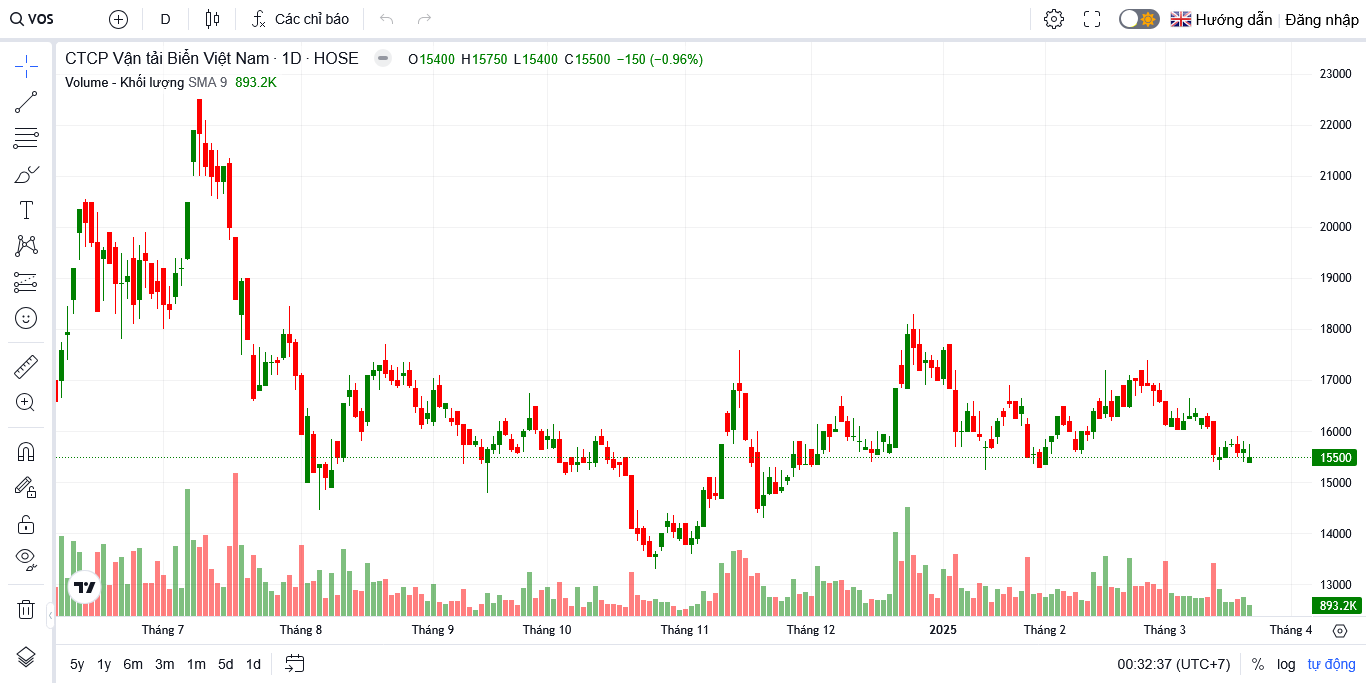 VOS D Các chỉ báo Hướng dẫn Đăng nhập
CTCP Vận tải Biển Việt Nam · 1D · HOSE O15400 H15750 L15400 C15500 −150 (−0.96%)
Volume - Khối lượng SMA 9 893.2K
23000
22000
21000
20000
19000
18000
17000
16000
15500
15000
14000
13000
893.2K
Tháng 7 Tháng 8 Tháng 9 Tháng 10 Tháng 11 Tháng 12 2025 Tháng 2 Tháng 3 Tháng 4
5y 1y 6m 3m 1m 5d 1d 00:32:37 (UTC+7) % log tự động